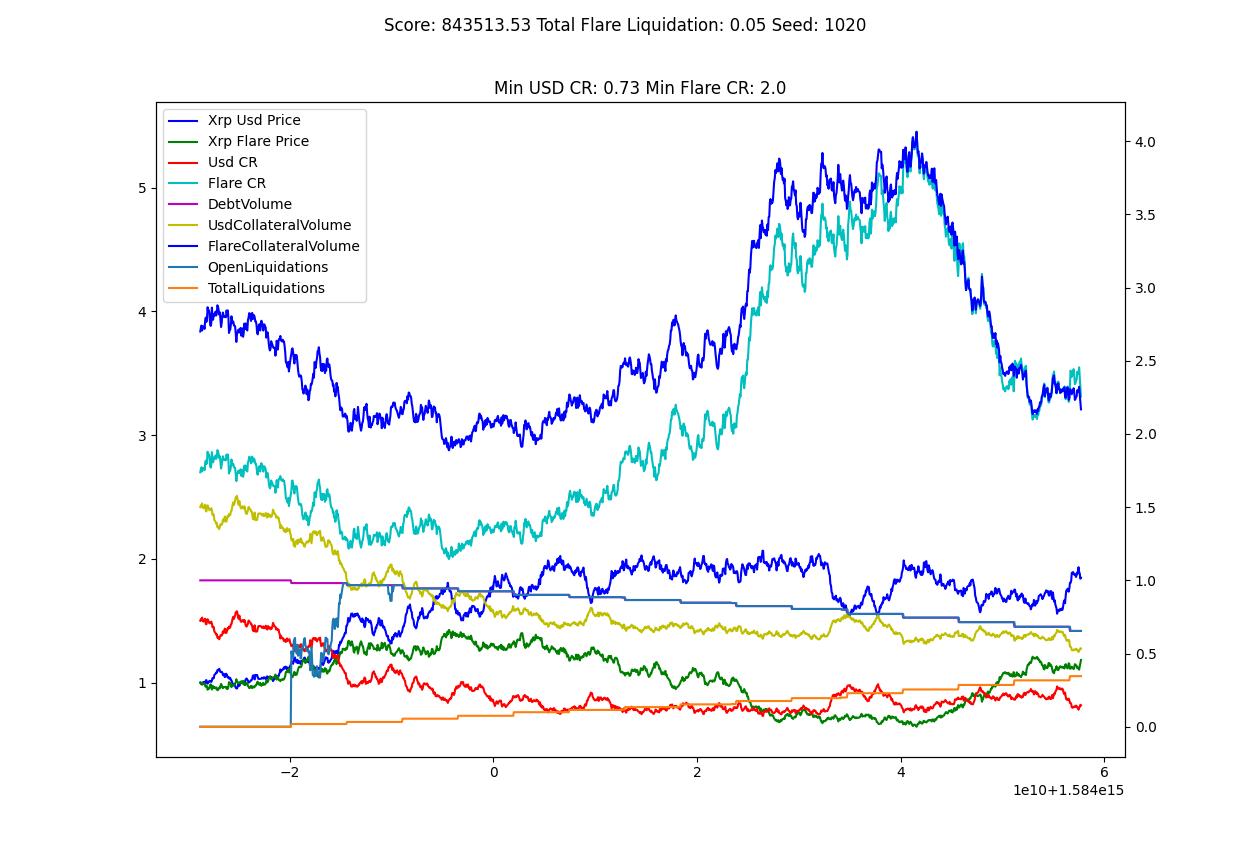 Score: 843513.53 Total Flare Liquidation: 0.05 Seed: 1020
Min USD CR: 0.73 Min Flare CR: 2.0
Xrp Usd Price
Xrp Flare Price
Usd CR
Flare CR
DebtVolume
UsdCollateralVolume
FlareCollateralVolume
OpenLiquidations
TotalLiquidations
5
4
3
2
1
4.0
3.5
3.0
2.5
2.0
1.5
1.0
0.5
0.0
−2 0 2 4 6
1e10+1.584e15